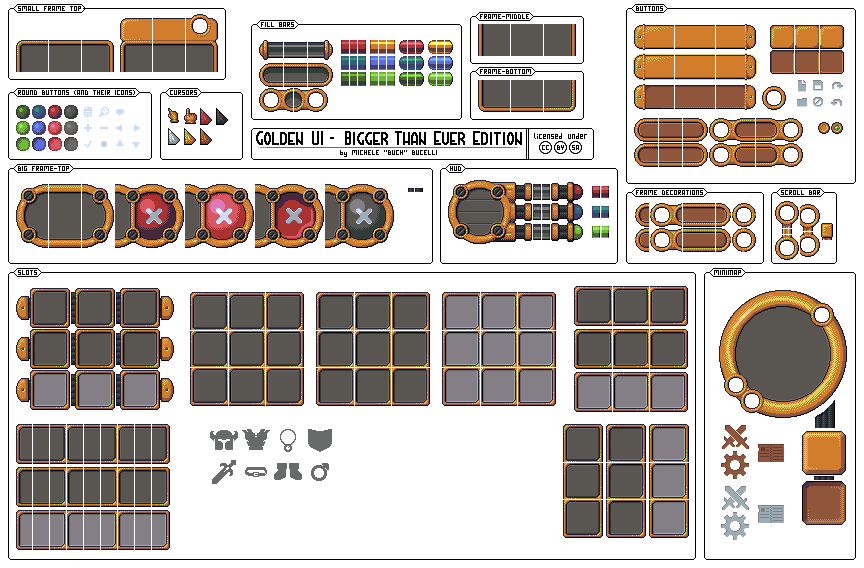 SMALL FRAME TOP
FILL BARS
FRAME-MIDDLE
BUTTONS
FRAME-BOTTOM
ROUND BUTTONS (AND THEIR ICONS)
CURSORS
GOLDEN UI - BIGGER THAN EVER EDITION
by MICHELE "BUCH" BUCELLI
licensed under
CC BY SA
BIG FRAME-TOP
HUD
FRAME DECORATIONS
SCROLL BAR
SLOTS
MINIMAP